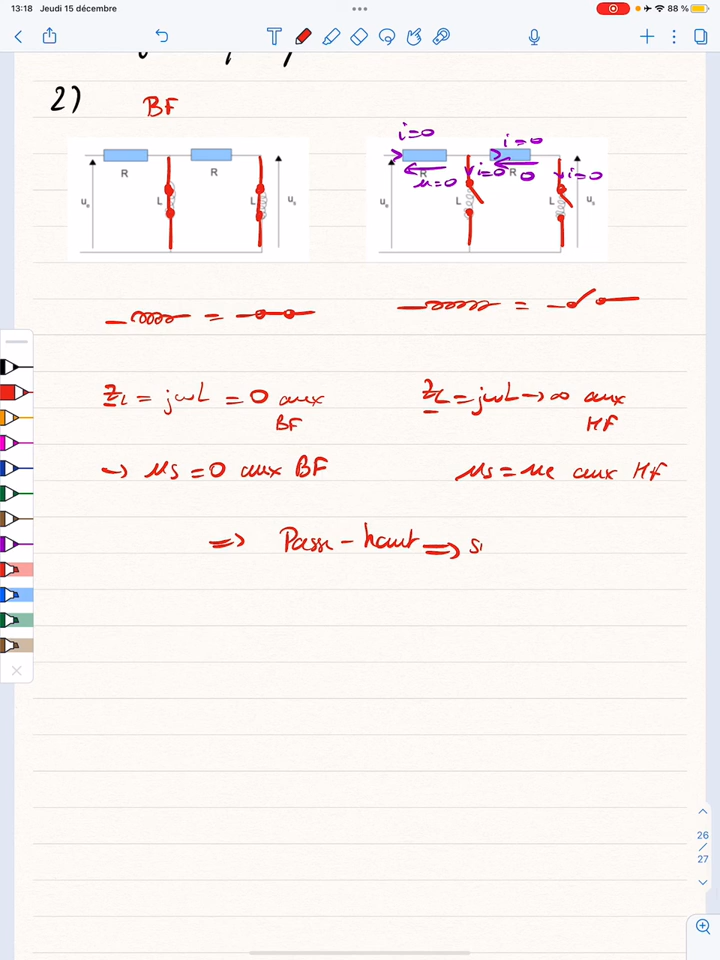 13:18 Jeudi 15 décembre
88 %
2)
BF
R
R
L
L
uₑ
uₛ
i=0
i=0
R
u=0
i=0
R
0
i=0
L
L
uₑ
uₛ
=
=
Z_L = jωL = 0 aux
BF
Z_L = jωL → ∞ aux
HF
→ us = 0 aux BF
us = ue aux HF
⇒ Passe-haut ⇒ s
26
/
27